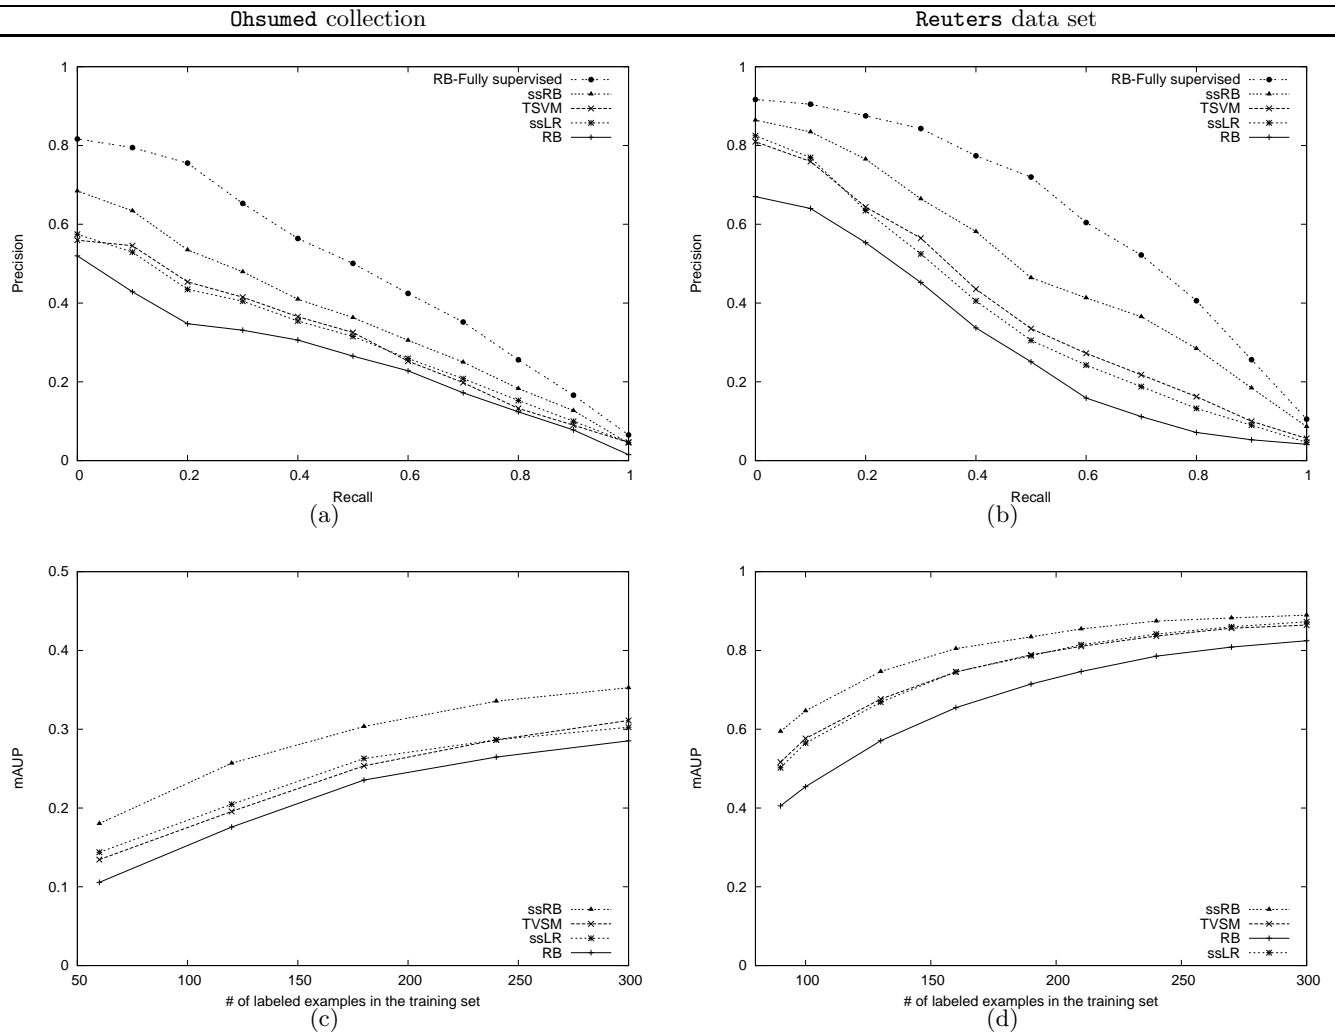 Ohsumed collection
Reuters data set
1
0.8
0.6
0.4
0.2
0
Precision
RB-Fully supervised
ssRB
TSVM
ssLR
RB
0 0.2 0.4 0.6 0.8 1
Recall
(a)
1
0.8
0.6
0.4
0.2
0
Precision
RB-Fully supervised
ssRB
TSVM
ssLR
RB
0 0.2 0.4 0.6 0.8 1
Recall
(b)
0.5
0.4
0.3
0.2
0.1
0
mAUP
ssRB
TVSM
ssLR
RB
50 100 150 200 250 300
# of labeled examples in the training set
(c)
1
0.8
0.6
0.4
0.2
0
mAUP
ssRB
TVSM
RB
ssLR
100 150 200 250 300
# of labeled examples in the training set
(d)